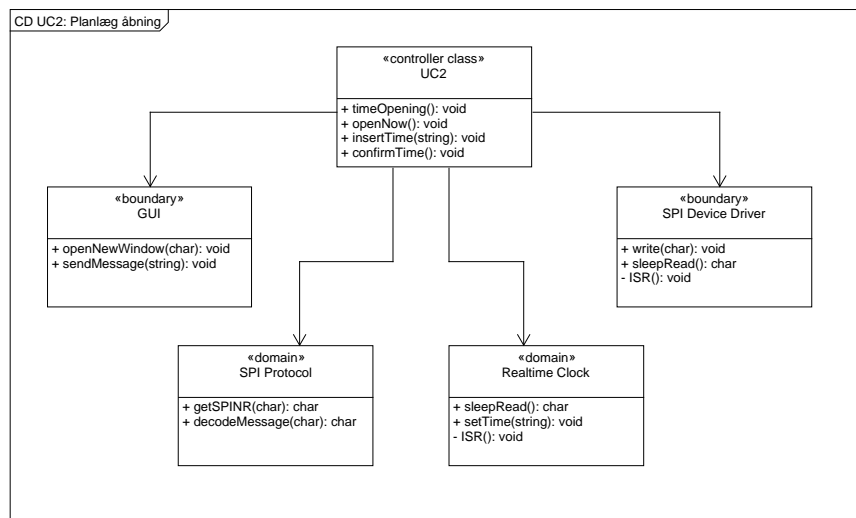 CD UC2: Planlæg åbning
«controller class»
UC2
+ timeOpening(): void
+ openNow(): void
+ insertTime(string): void
+ confirmTime(): void
«boundary»
GUI
+ openNewWindow(char): void
+ sendMessage(string): void
«boundary»
SPI Device Driver
+ write(char): void
+ sleepRead(): char
- ISR(): void
«domain»
SPI Protocol
+ getSPINR(char): char
+ decodeMessage(char): char
«domain»
Realtime Clock
+ sleepRead(): char
+ setTime(string): void
- ISR(): void